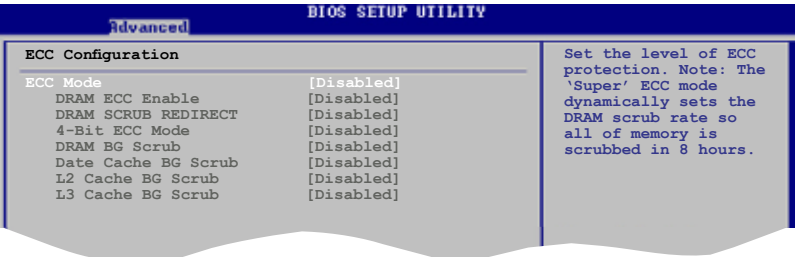 BIOS SETUP UTILITY
Advanced
ECC Configuration
ECC Mode [Disabled]
DRAM ECC Enable [Disabled]
DRAM SCRUB REDIRECT [Disabled]
4-Bit ECC Mode [Disabled]
DRAM BG Scrub [Disabled]
Date Cache BG Scrub [Disabled]
L2 Cache BG Scrub [Disabled]
L3 Cache BG Scrub [Disabled]
Set the level of ECC
protection. Note: The
‘Super’ ECC mode
dynamically sets the
DRAM scrub rate so
all of memory is
scrubbed in 8 hours.